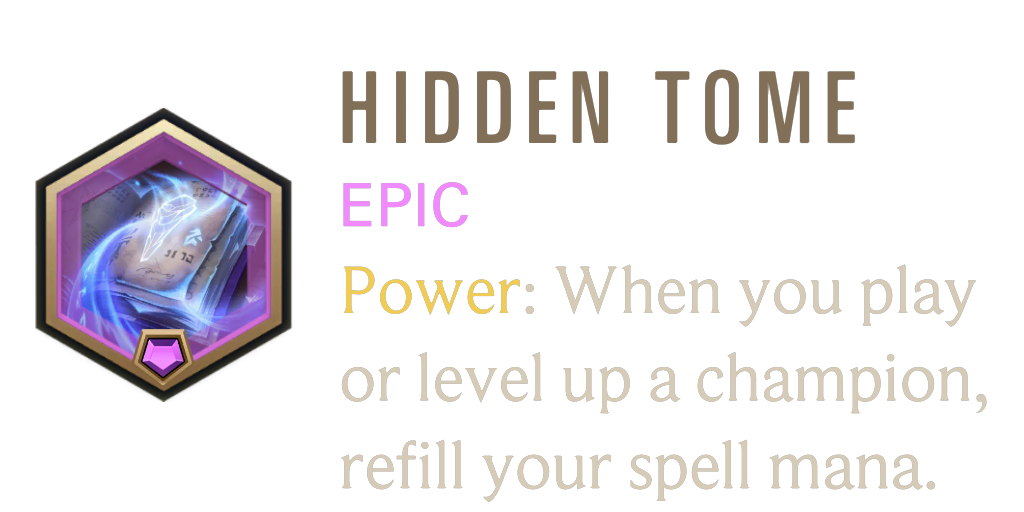 HIDDEN TOME
EPIC
Power: When you play
or level up a champion,
refill your spell mana.